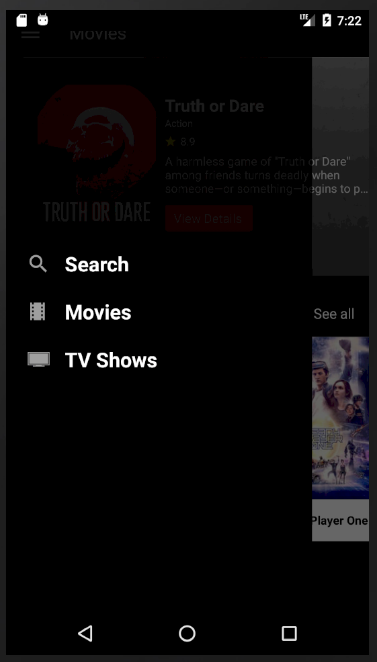 LTE 7:22
Movies
Truth or Dare
Action
8.9
A harmless game of "Truth or Dare"
among friends turns deadly when
someone—or something—begins to p...
TRUTH OR DARE
View Details
Search
Movies
See all
TV Shows
Player One